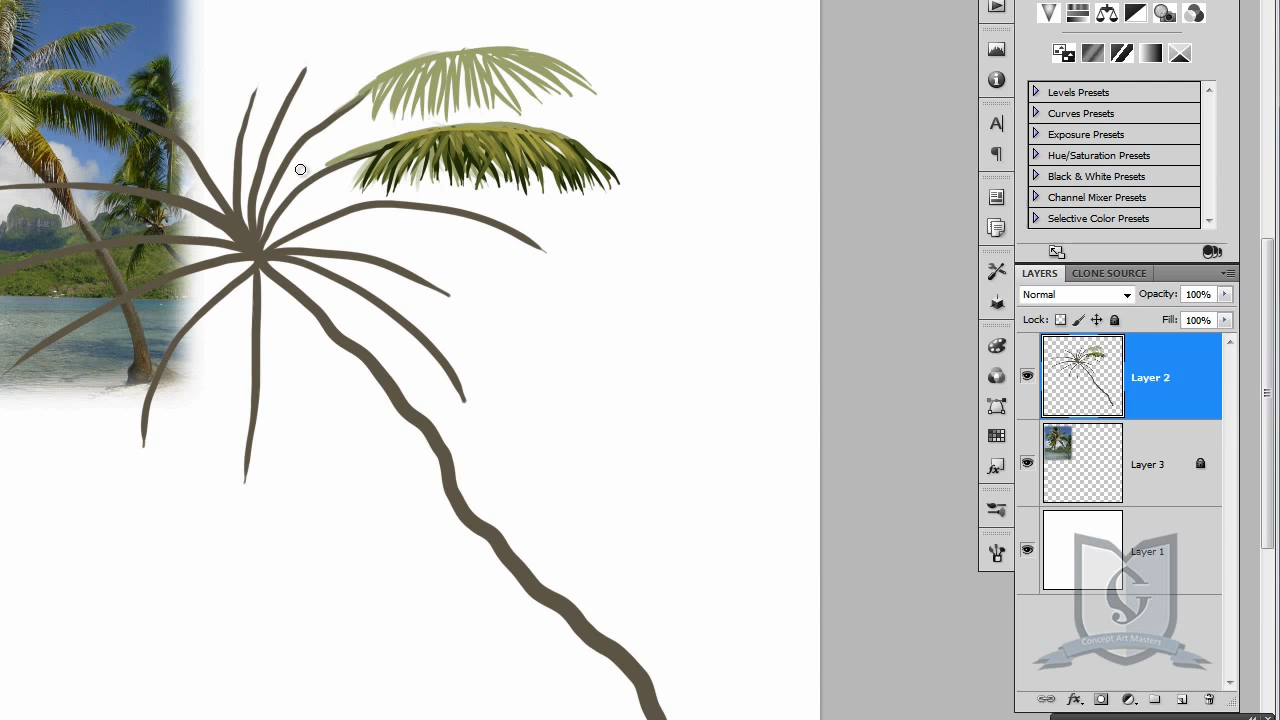 Levels Presets
Curves Presets
Exposure Presets
Hue/Saturation Presets
Black & White Presets
Channel Mixer Presets
Selective Color Presets
LAYERS CLONE SOURCE
Normal Opacity: 100%
Lock: Fill: 100%
Layer 2
Layer 3
Layer 1
Concept Art Masters